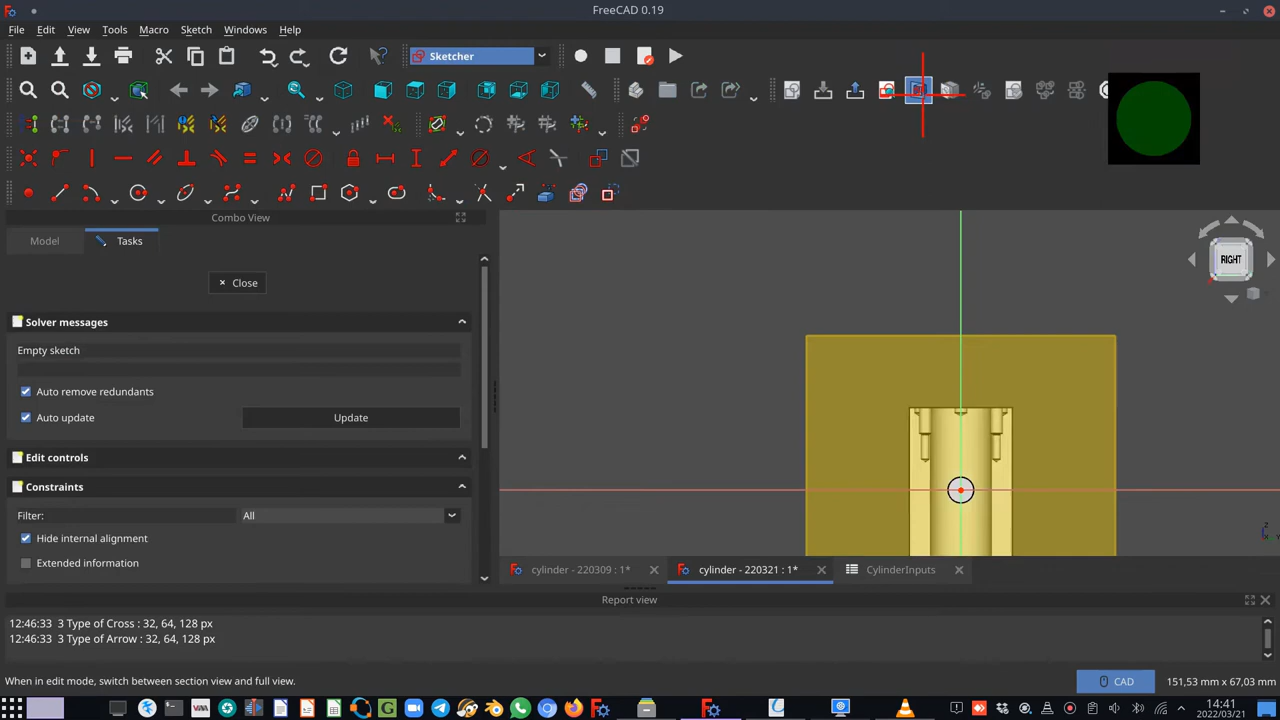 FreeCAD 0.19
File Edit View Tools Macro Sketch Windows Help
Sketcher
Combo View
Model Tasks
Close
Solver messages
Empty sketch
Auto remove redundants
Auto update Update
Edit controls
Constraints
Filter: All
Hide internal alignment
Extended information
RIGHT
cylinder - 220309 : 1* cylinder - 220321 : 1* CylinderInputs
Report view
12:46:33 3 Type of Cross : 32, 64, 128 px
12:46:33 3 Type of Arrow : 32, 64, 128 px
When in edit mode, switch between section view and full view. CAD 151,53 mm x 67,03 mm
14:41
2022/03/21